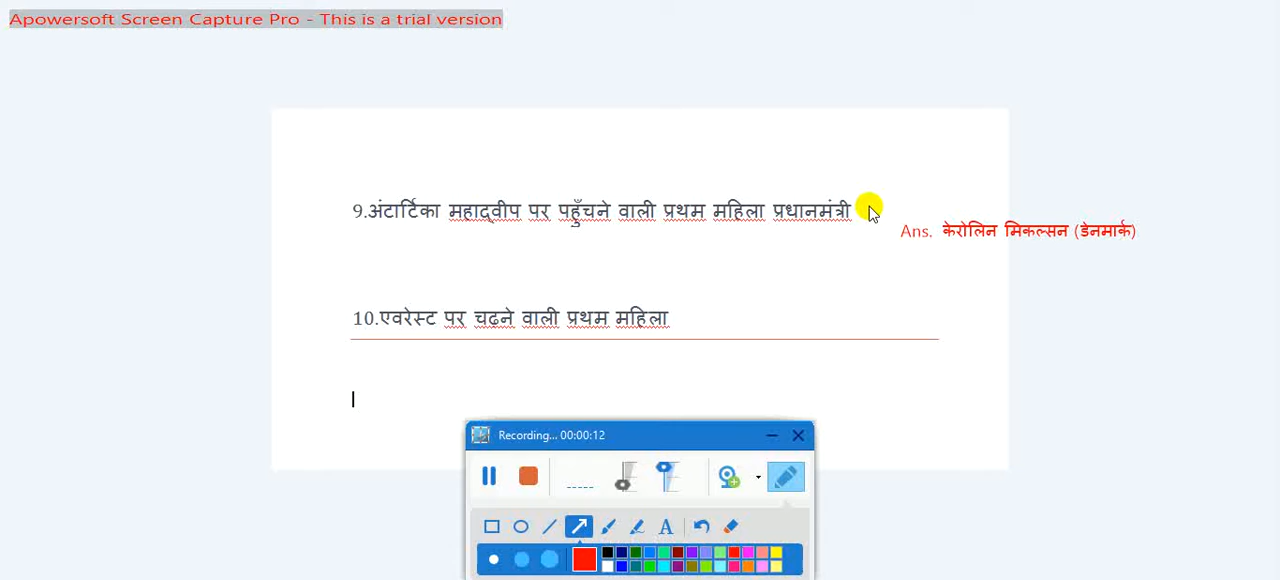 Apowersoft Screen Capture Pro - This is a trial version
9.अंटार्टिका महाद्वीप पर पहुँचने वाली प्रथम महिला प्रधानमंत्री
Ans. केरोलिन मिकल्सन (डेनमार्क)
10.एवरेस्ट पर चढने वाली प्रथम महिला
Recording... 00:00:12
A